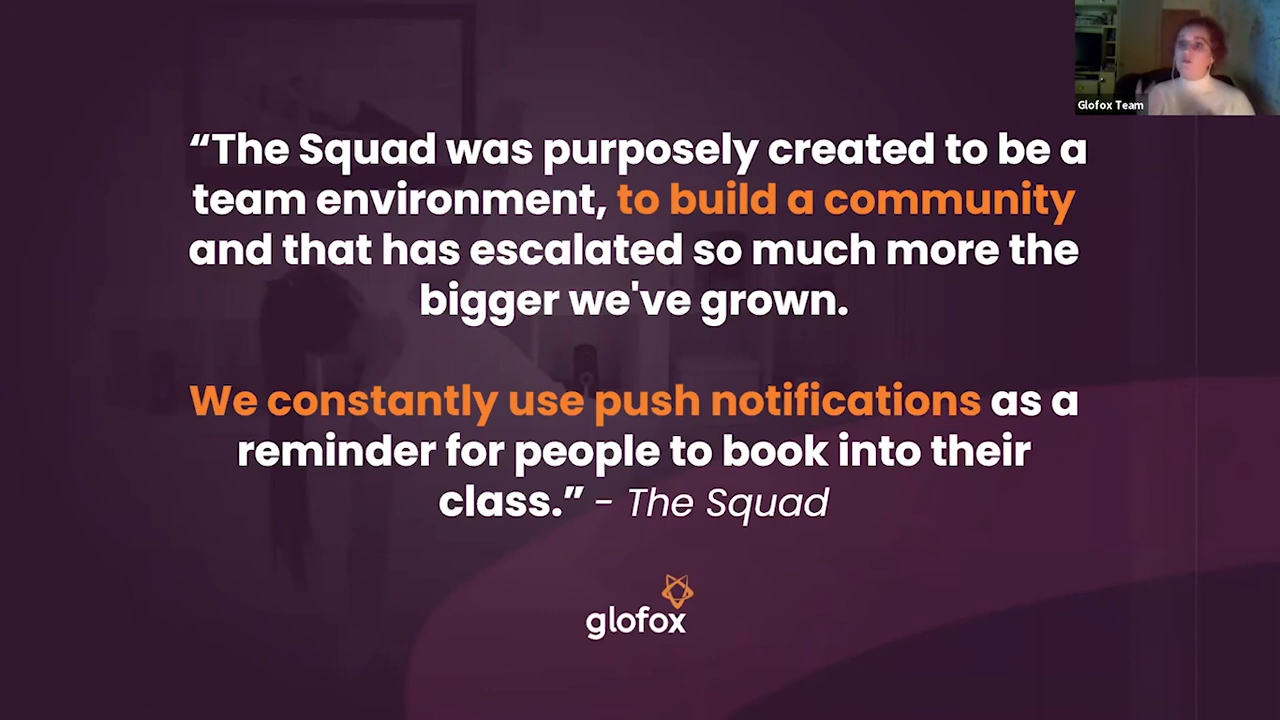 Glofox Team
“The Squad was purposely created to be a
team environment, to build a community
and that has escalated so much more the
bigger we've grown.
We constantly use push notifications as a
reminder for people to book into their
class.” - The Squad
glofox